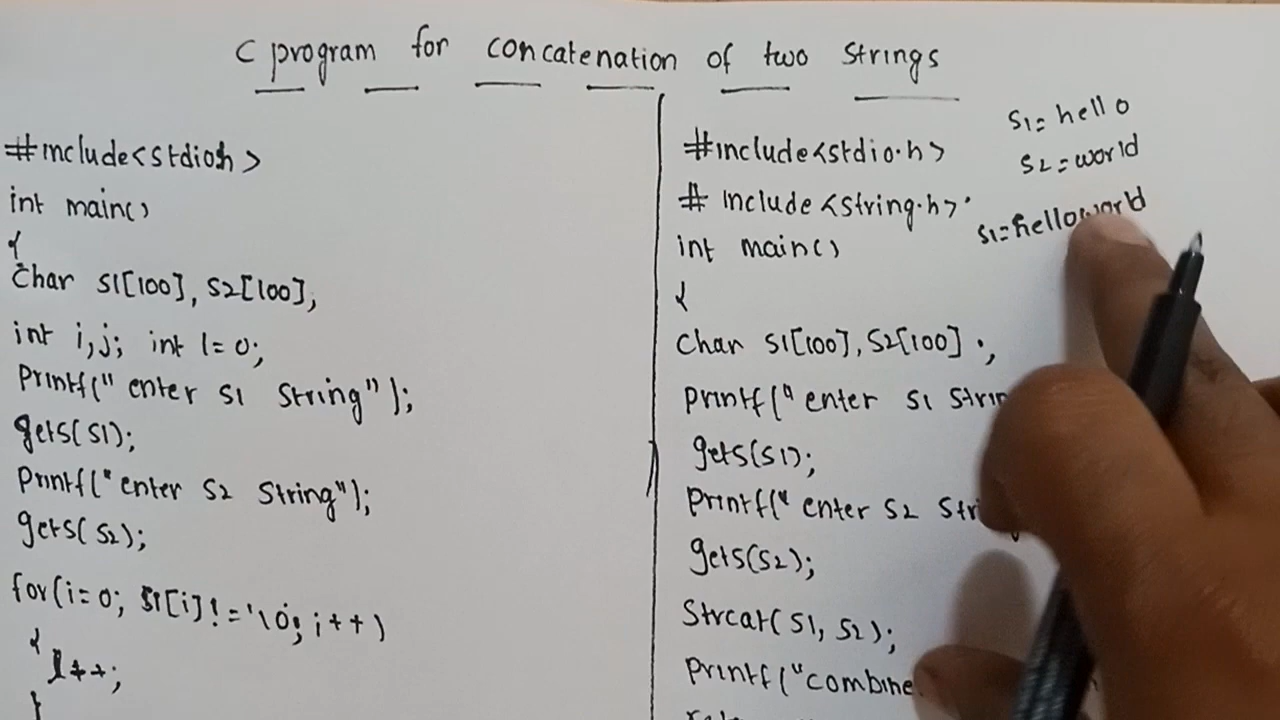 C program for concatenation of two strings
#include<stdio.h>
int main()
{
char s1[100], s2[100],
int i,j; int l=0;
printf(" enter s1 string");
gets(s1);
printf("enter s2 string");
gets(s2);
for(i=0; s1[i]!='\0'; i++)
{
l++;
}
#include<stdio.h>
# include<string.h>
int main()
{
char s1[100], s2[100] ;
printf(" enter s1
gets(s1);
printf(" enter s2
gets(s2);
strcat(s1, s2);
printf("combine
s1= hello
s2=world
s1=helloworld